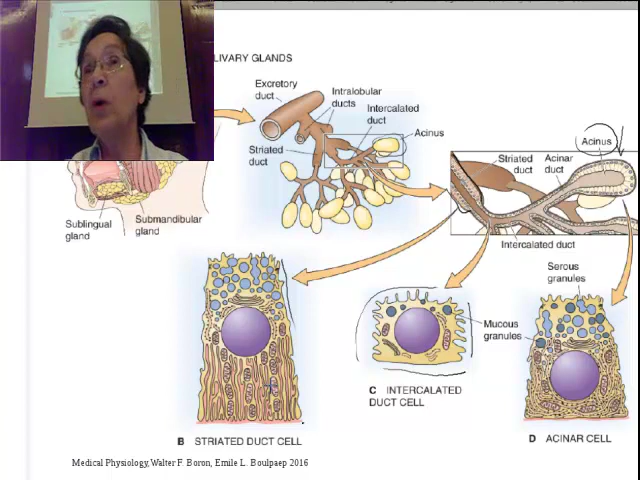 LIVARY GLANDS
Excretory
duct
Intralobular
ducts
Intercalated
duct
Acinus
Striated
duct
Sublingual
gland
Submandibular
gland
Striated
duct
Acinar
duct
Acinus
Intercalated duct
Serous
granules
Mucous
granules
B STRIATED DUCT CELL
C INTERCALATED
DUCT CELL
D ACINAR CELL
Medical Physiology,Walter F. Boron, Emile L. Boulpaep 2016